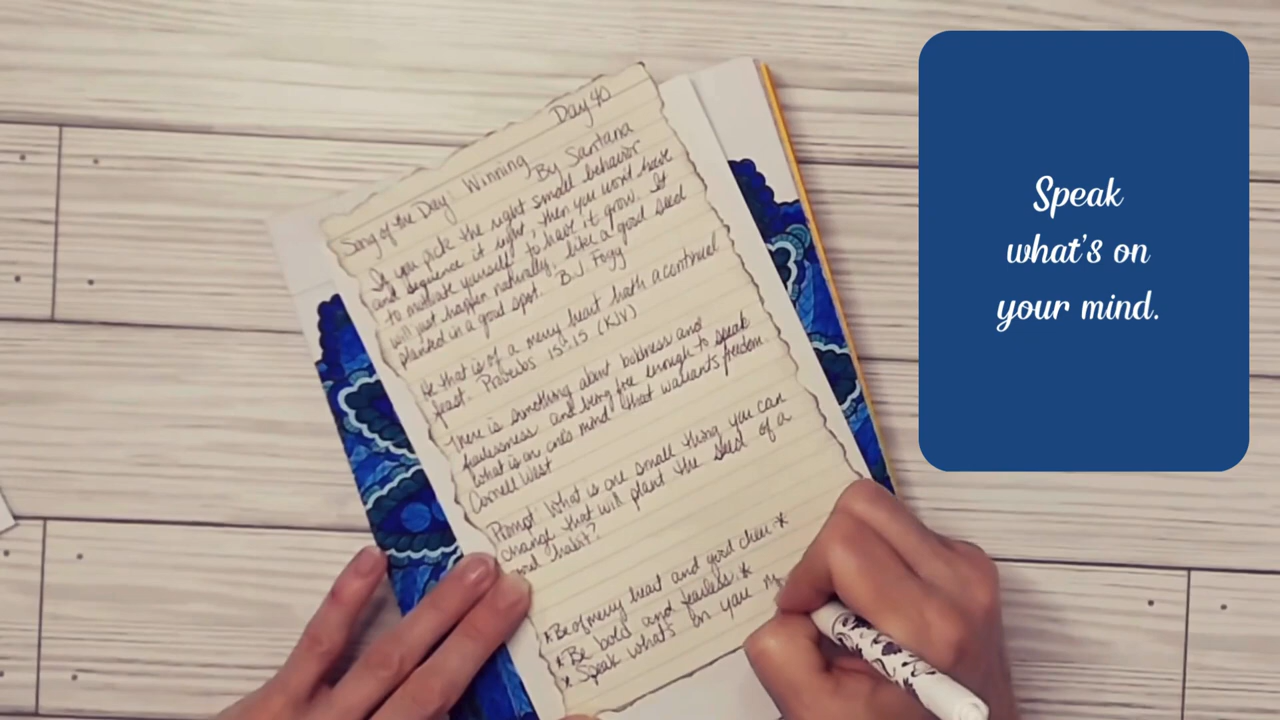 Day 40
Song of the Day! Winning By Santana
If you pick the right small behavior
and sequence it right, then you won't have
to motivate yourself to have it grow. It
will just happen naturally, like a good seed
planted in a good spot. B.J. Fogg
He that is of a merry heart hath a continual
feast. Proverbs 15:15 (KJV)
There is something about boldness and
fearlessness and being free enough to speak
what is on one's mind that warrants freedom.
Cornell West
Prompt: What is one small thing you can
change that will plant the seed of a
habit?
*Be of merry heart and good cheer*
*Be bold and fearless.*
* Speak what's on you
Speak
what's on
your mind.